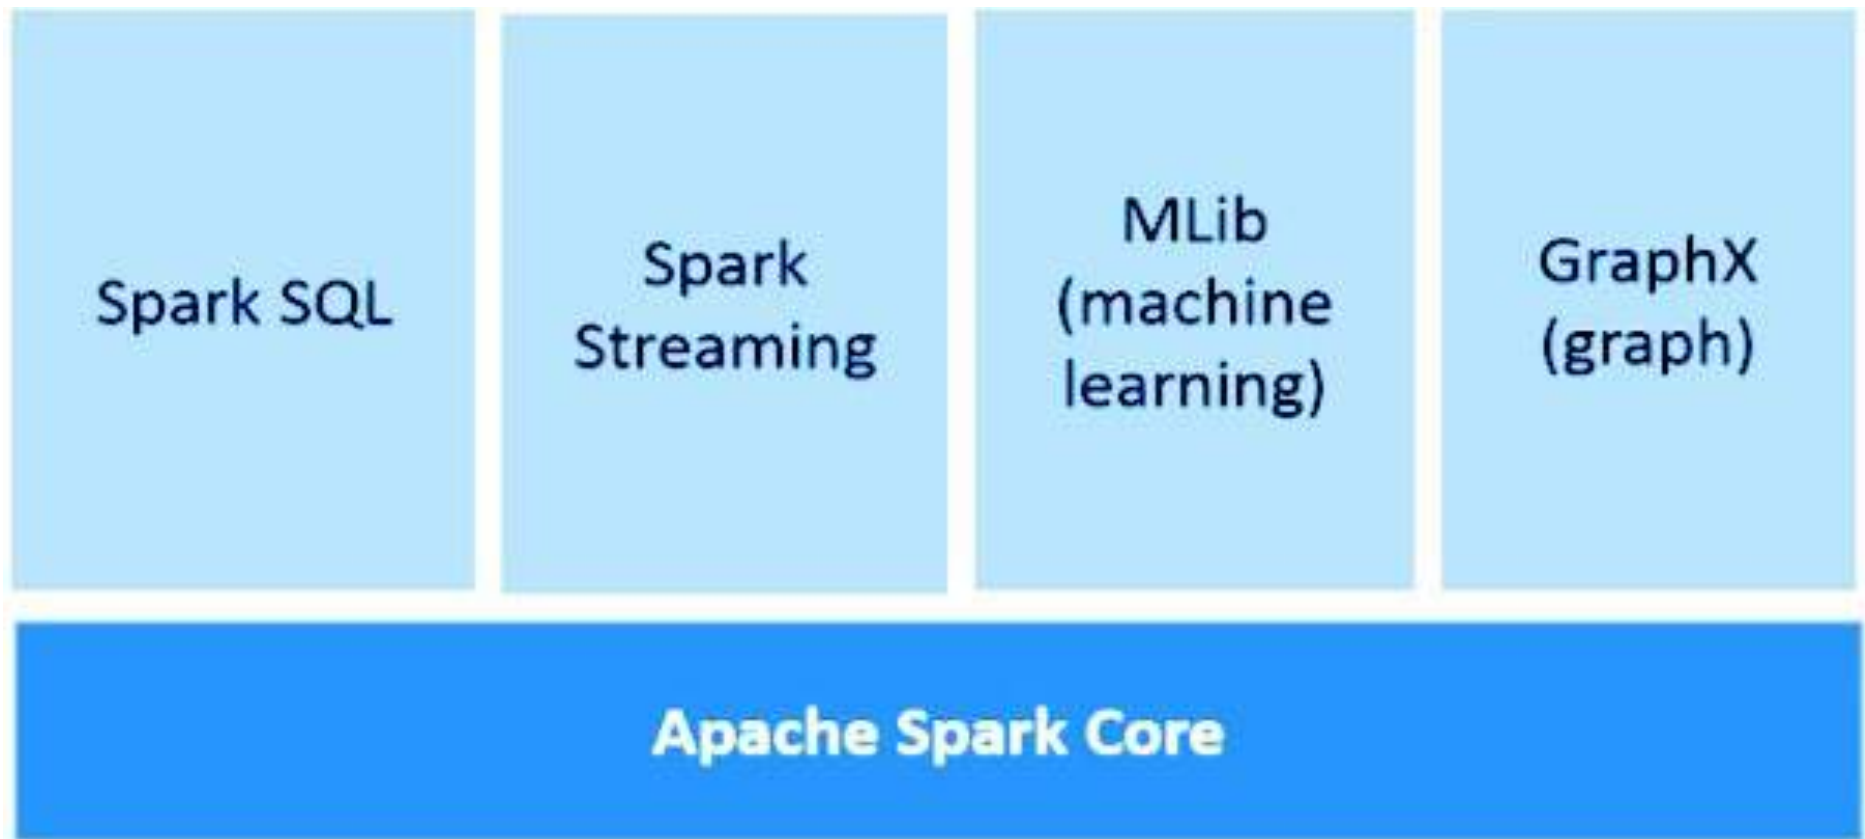 Spark SQL
Spark
Streaming
MLib
(machine
learning)
GraphX
(graph)
Apache Spark Core